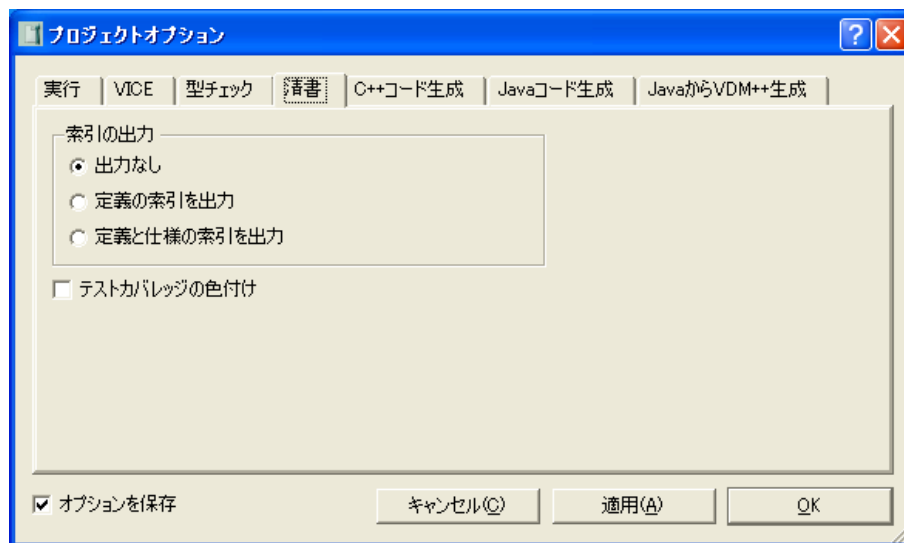 プロジェクトオプション
実行 VICE 型チェック 清書 C++コード生成 Javaコード生成 JavaからVDM++生成
索引の出力
出力なし
定義の索引を出力
定義と仕様の索引を出力
テストカバレッジの色付け
オプションを保存 キャンセル(C) 適用(A) OK